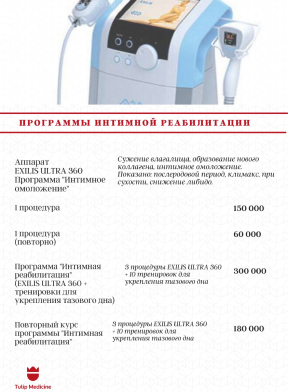 ПРОГРАММЫ ИНТИМНОЙ РЕАБИЛИТАЦИИ
Аппарат
EXILIS ULTRA 360
Программа "Интимное
омоложение"
Сужение влагалища, образование нового
коллагена, интимное омоложение.
Показано: послеродовой период, климакс, при
сухости, снижение либидо.
1 процедура
150 000
1 процедура
(повторно)
60 000
Программа "Интимная
реабилитация"
(EXILIS ULTRA 360 +
тренировки для
укрепления тазового дна)
3 процедуры EXILIS ULTRA 360
+ 10 тренировок для
укрепления тазового дна
300 000
Повторный курс
программы "Интимная
реабилитация"
3 процедуры EXILIS ULTRA 360
+ 10 тренировок для
укрепления тазового дна
180 000
Tulip Medicine